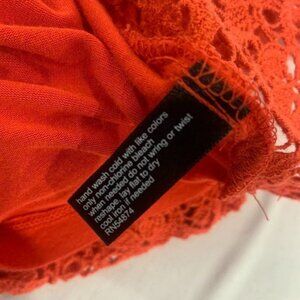 hand wash cold with like colors
only non-chlorine bleach
when needed do not wring or twist
reshape, lay flat to dry
cool iron if needed
RN54874